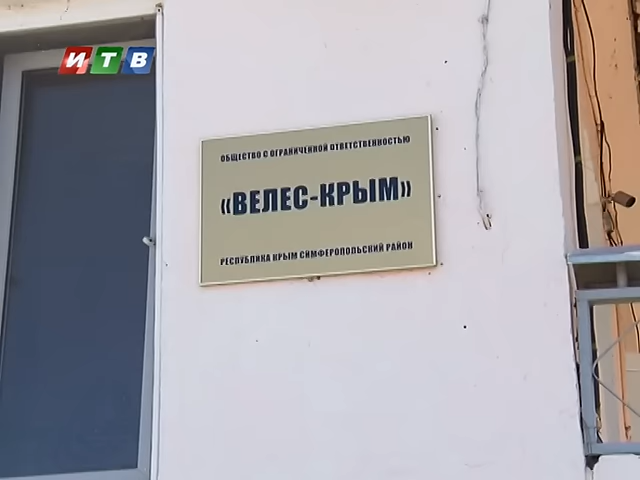 ИТВ
ОБЩЕСТВО С ОГРАНИЧЕННОЙ ОТВЕТСТВЕННОСТЬЮ
«ВЕЛЕС-КРЫМ»
РЕСПУБЛИКА КРЫМ СИМФЕРОПОЛЬСКИЙ РАЙОН